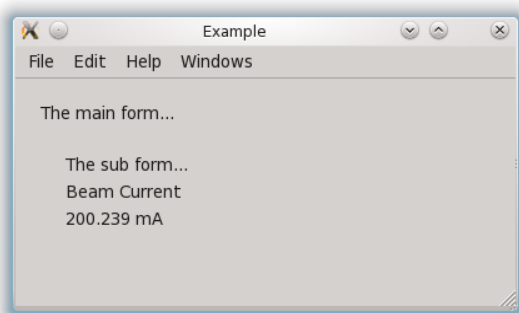 Example
File Edit Help Windows
The main form...
The sub form...
Beam Current
200.239 mA